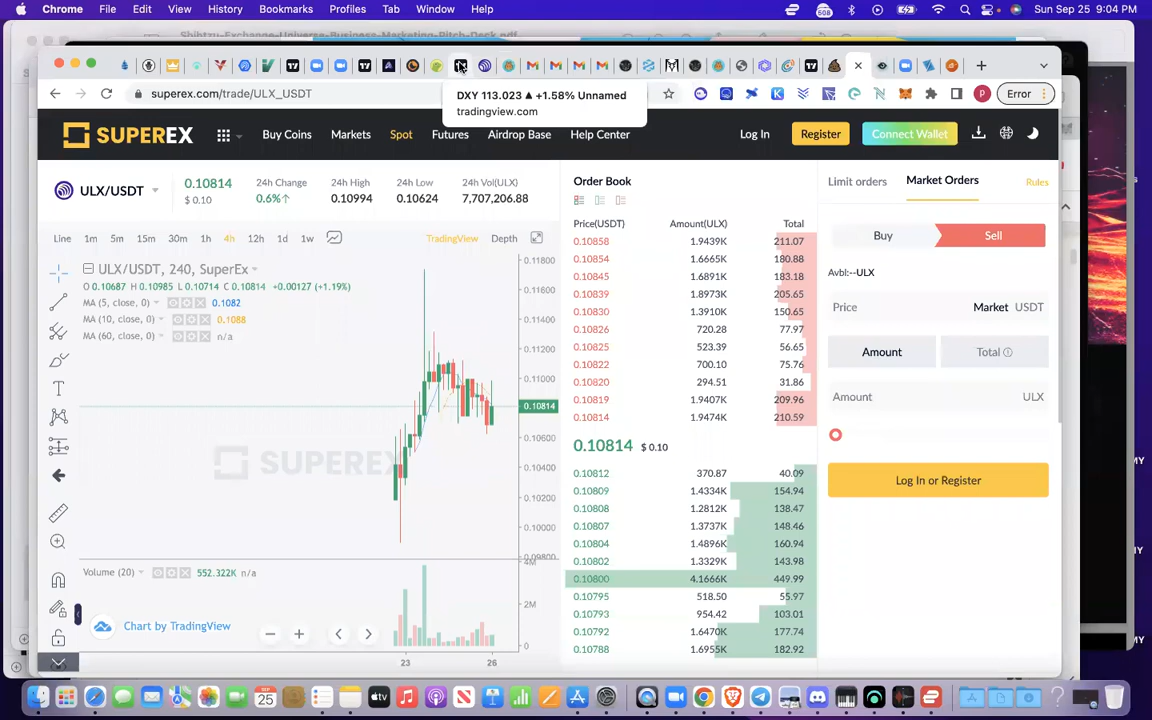 Chrome File Edit View History Bookmarks Profiles Tab Window Help
508 Sun Sep 25 9:04 PM
Shibtzu-Exchange-Universe-Business-Marketing-Pitch-Deck.pdf
superex.com/trade/ULX_USDT
DXY 113.023 ▲ +1.58% Unnamed
tradingview.com
Error
SUPEREX Buy Coins Markets Spot Futures Airdrop Base Help Center Log In Register Connect Wallet
ULX/USDT
0.10814
$ 0.10
24h Change
0.6%↑
24h High
0.10994
24h Low
0.10624
24h Vol(ULX)
7,707,206.88
Line 1m 5m 15m 30m 1h 4h 12h 1d 1w TradingView Depth
ULX/USDT, 240, SuperEx
O 0.10687 H 0.10985 L 0.10714 C 0.10814 +0.00127 (+1.19%)
MA (5, close, 0) 0.1082
MA (10, close, 0) 0.1088
MA (60, close, 0) n/a
0.11800
0.11600
0.11400
0.11200
0.11000
0.10814
0.10600
0.10400
0.10200
0.10000
0.09800
SUPEREX
Volume (20) 552.322K n/a
4M
2M
0
Chart by TradingView
23 26
Order Book
Price(USDT) Amount(ULX) Total
0.10858 1.9439K 211.07
0.10854 1.6665K 180.88
0.10845 1.6891K 183.18
0.10839 1.8973K 205.65
0.10830 1.3910K 150.65
0.10826 720.28 77.97
0.10825 523.39 56.65
0.10822 700.10 75.76
0.10820 294.51 31.86
0.10819 1.9407K 209.96
0.10814 1.9474K 210.59
0.10814 $ 0.10
0.10812 370.87 40.09
0.10809 1.4334K 154.94
0.10808 1.2812K 138.47
0.10807 1.3737K 148.46
0.10804 1.4896K 160.94
0.10802 1.3329K 143.98
0.10800 4.1666K 449.99
0.10795 518.50 55.97
0.10793 954.42 103.01
0.10792 1.6470K 177.74
0.10788 1.6955K 182.92
Limit orders Market Orders Rules
Buy Sell
Avbl:--ULX
Price Market USDT
Amount Total
Amount ULX
Log In or Register
MY
MY
MY
SEP
25